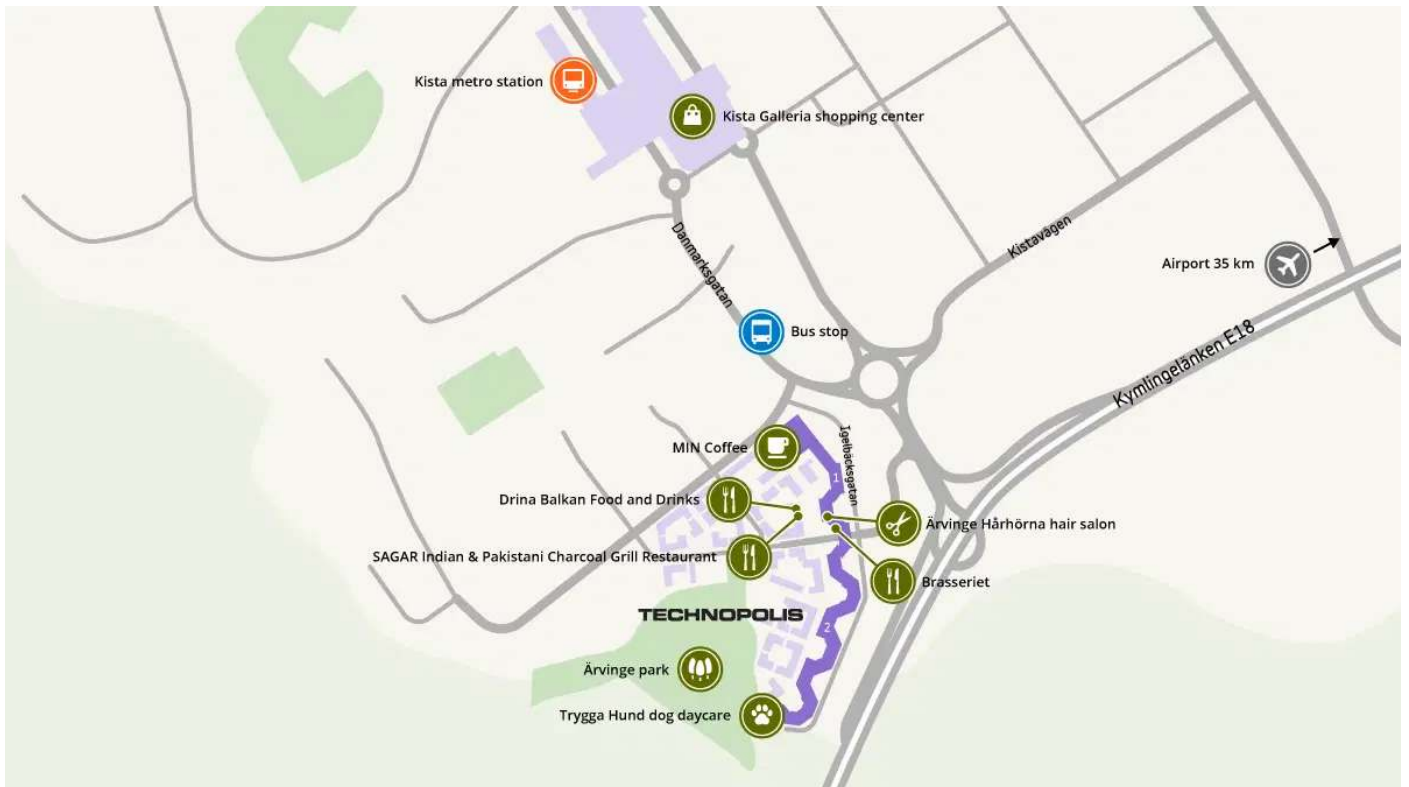 Kista metro station
Kista Galleria shopping center
Danmarksgatan
Kistavägen
Airport 35 km
Bus stop
Kymlingelänken E18
MIN Coffee
Igelbäcksgatan
1
Drina Balkan Food and Drinks
Ärvinge Hårhörna hair salon
SAGAR Indian & Pakistani Charcoal Grill Restaurant
Brasseriet
TECHNOPOLIS
2
Ärvinge park
Trygga Hund dog daycare